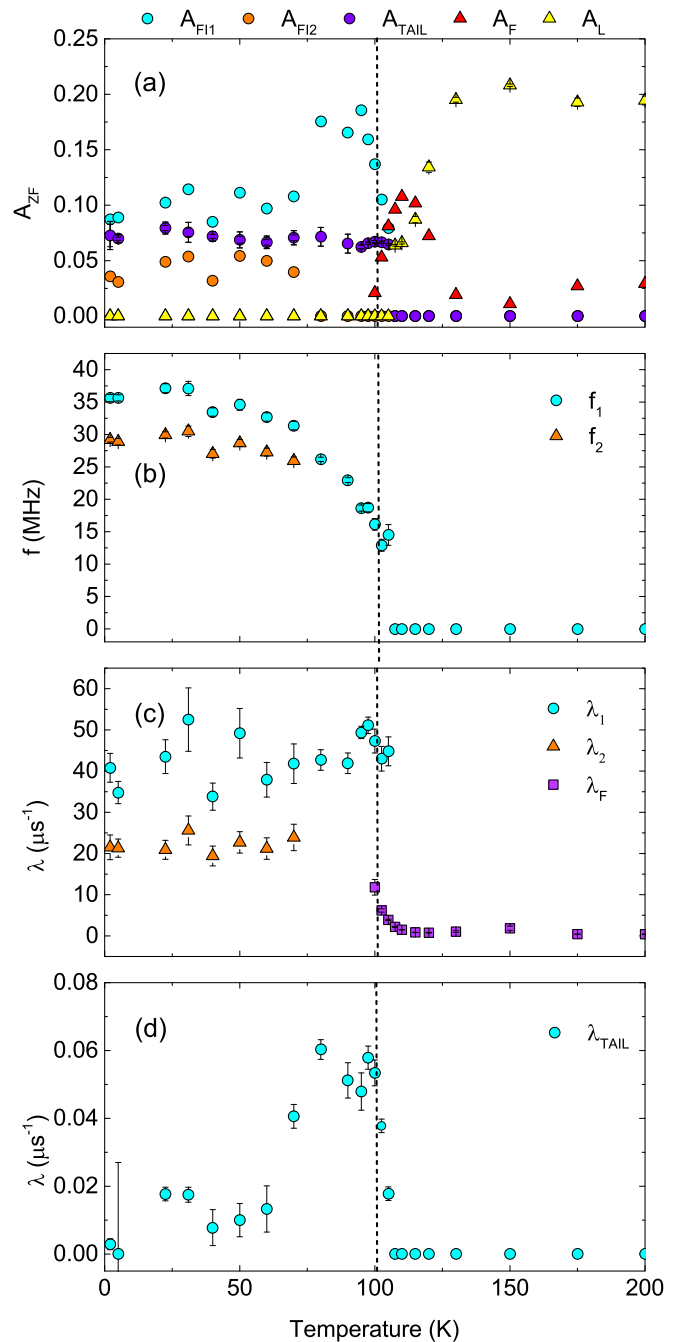 A_FI1 A_FI2 A_TAIL A_F A_L
(a)
A_ZF
0.25
0.20
0.15
0.10
0.05
0.00
(b)
f (MHz)
40
35
30
25
20
15
10
5
0
f_1
f_2
(c)
λ (μs⁻¹)
60
50
40
30
20
10
0
λ_1
λ_2
λ_F
(d)
λ (μs⁻¹)
0.08
0.06
0.04
0.02
0.00
λ_TAIL
0 50 100 150 200
Temperature (K)